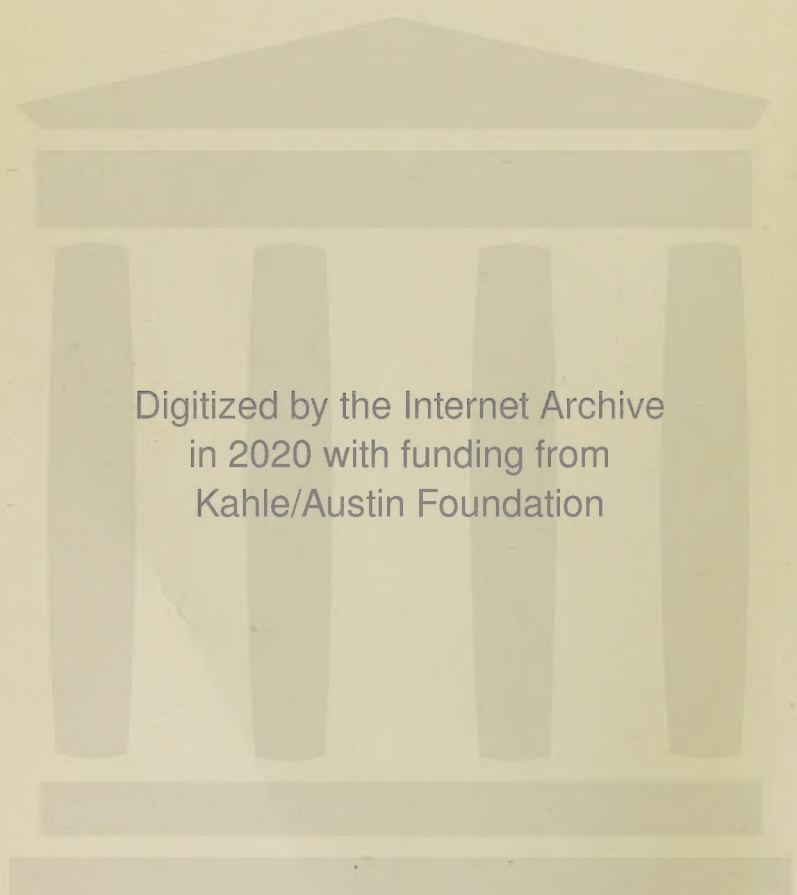 Digitized by the Internet Archive
in 2020 with funding from
Kahle/Austin Foundation